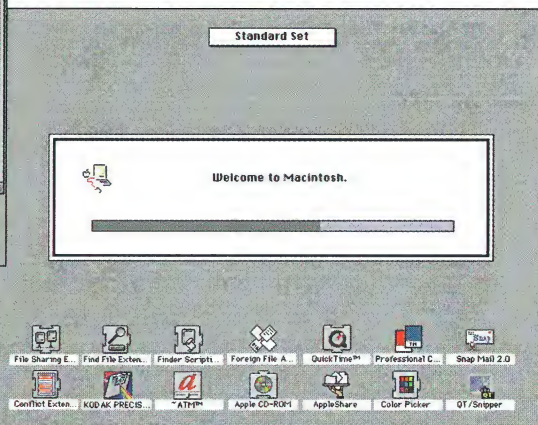 Standard Set
Welcome to Macintosh.
File Sharing E... Find File Exten... Finder Scripti... Foreign File A... QuickTime™ Professional C... Snap Mail 2.0
Conflict Exten... KODAK PRECIS... ~ATM™ Apple CD-ROM AppleShare Color Picker QT/Snipper